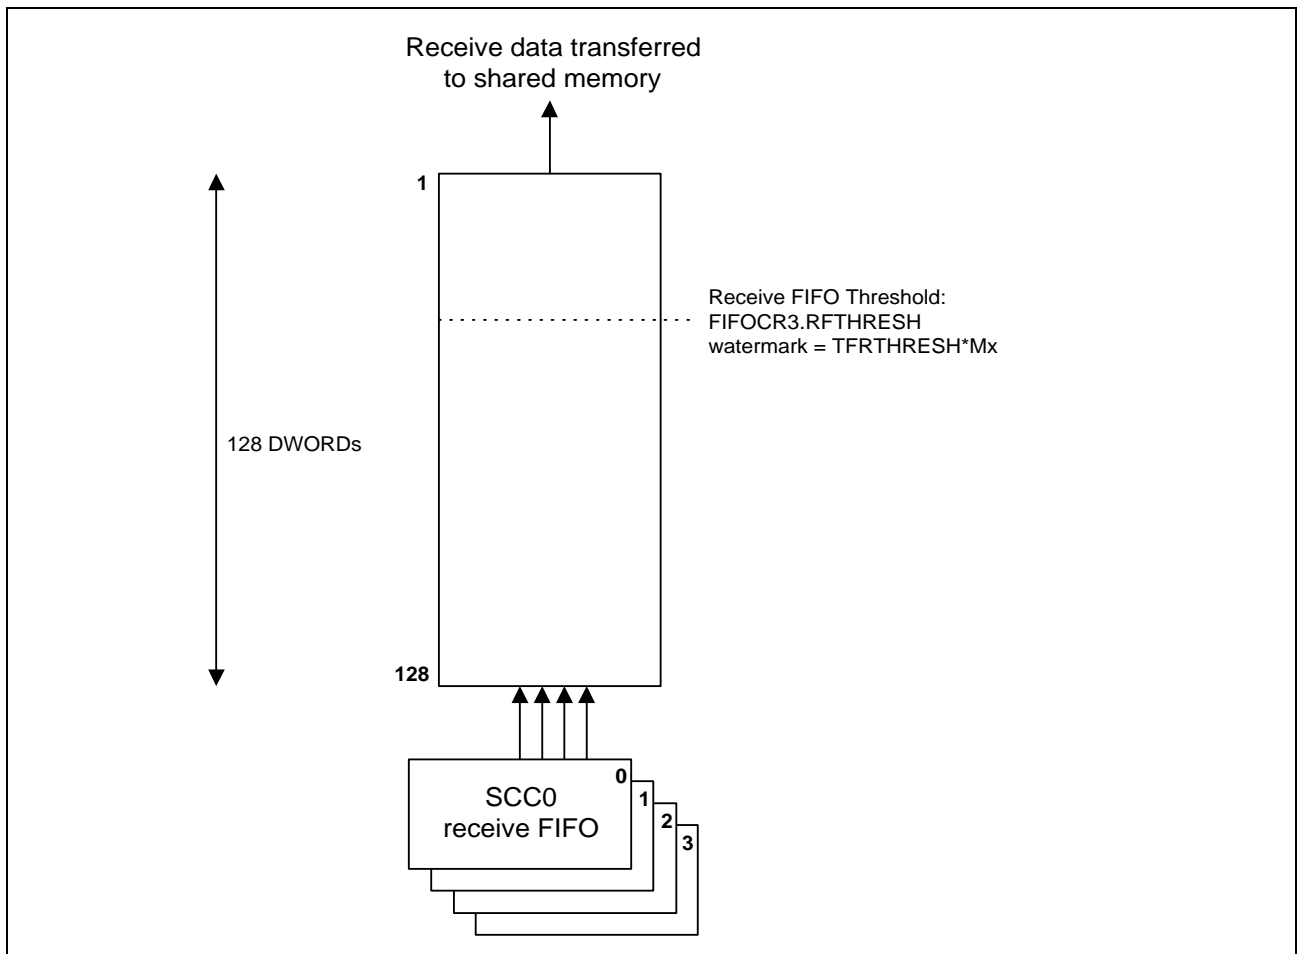 Receive data transferred
to shared memory
1
Receive FIFO Threshold:
FIFOCR3.RFTHRESH
watermark = TFRTHRESH*Mx
128 DWORDs
128
0
SCC0
receive FIFO
1
2
3